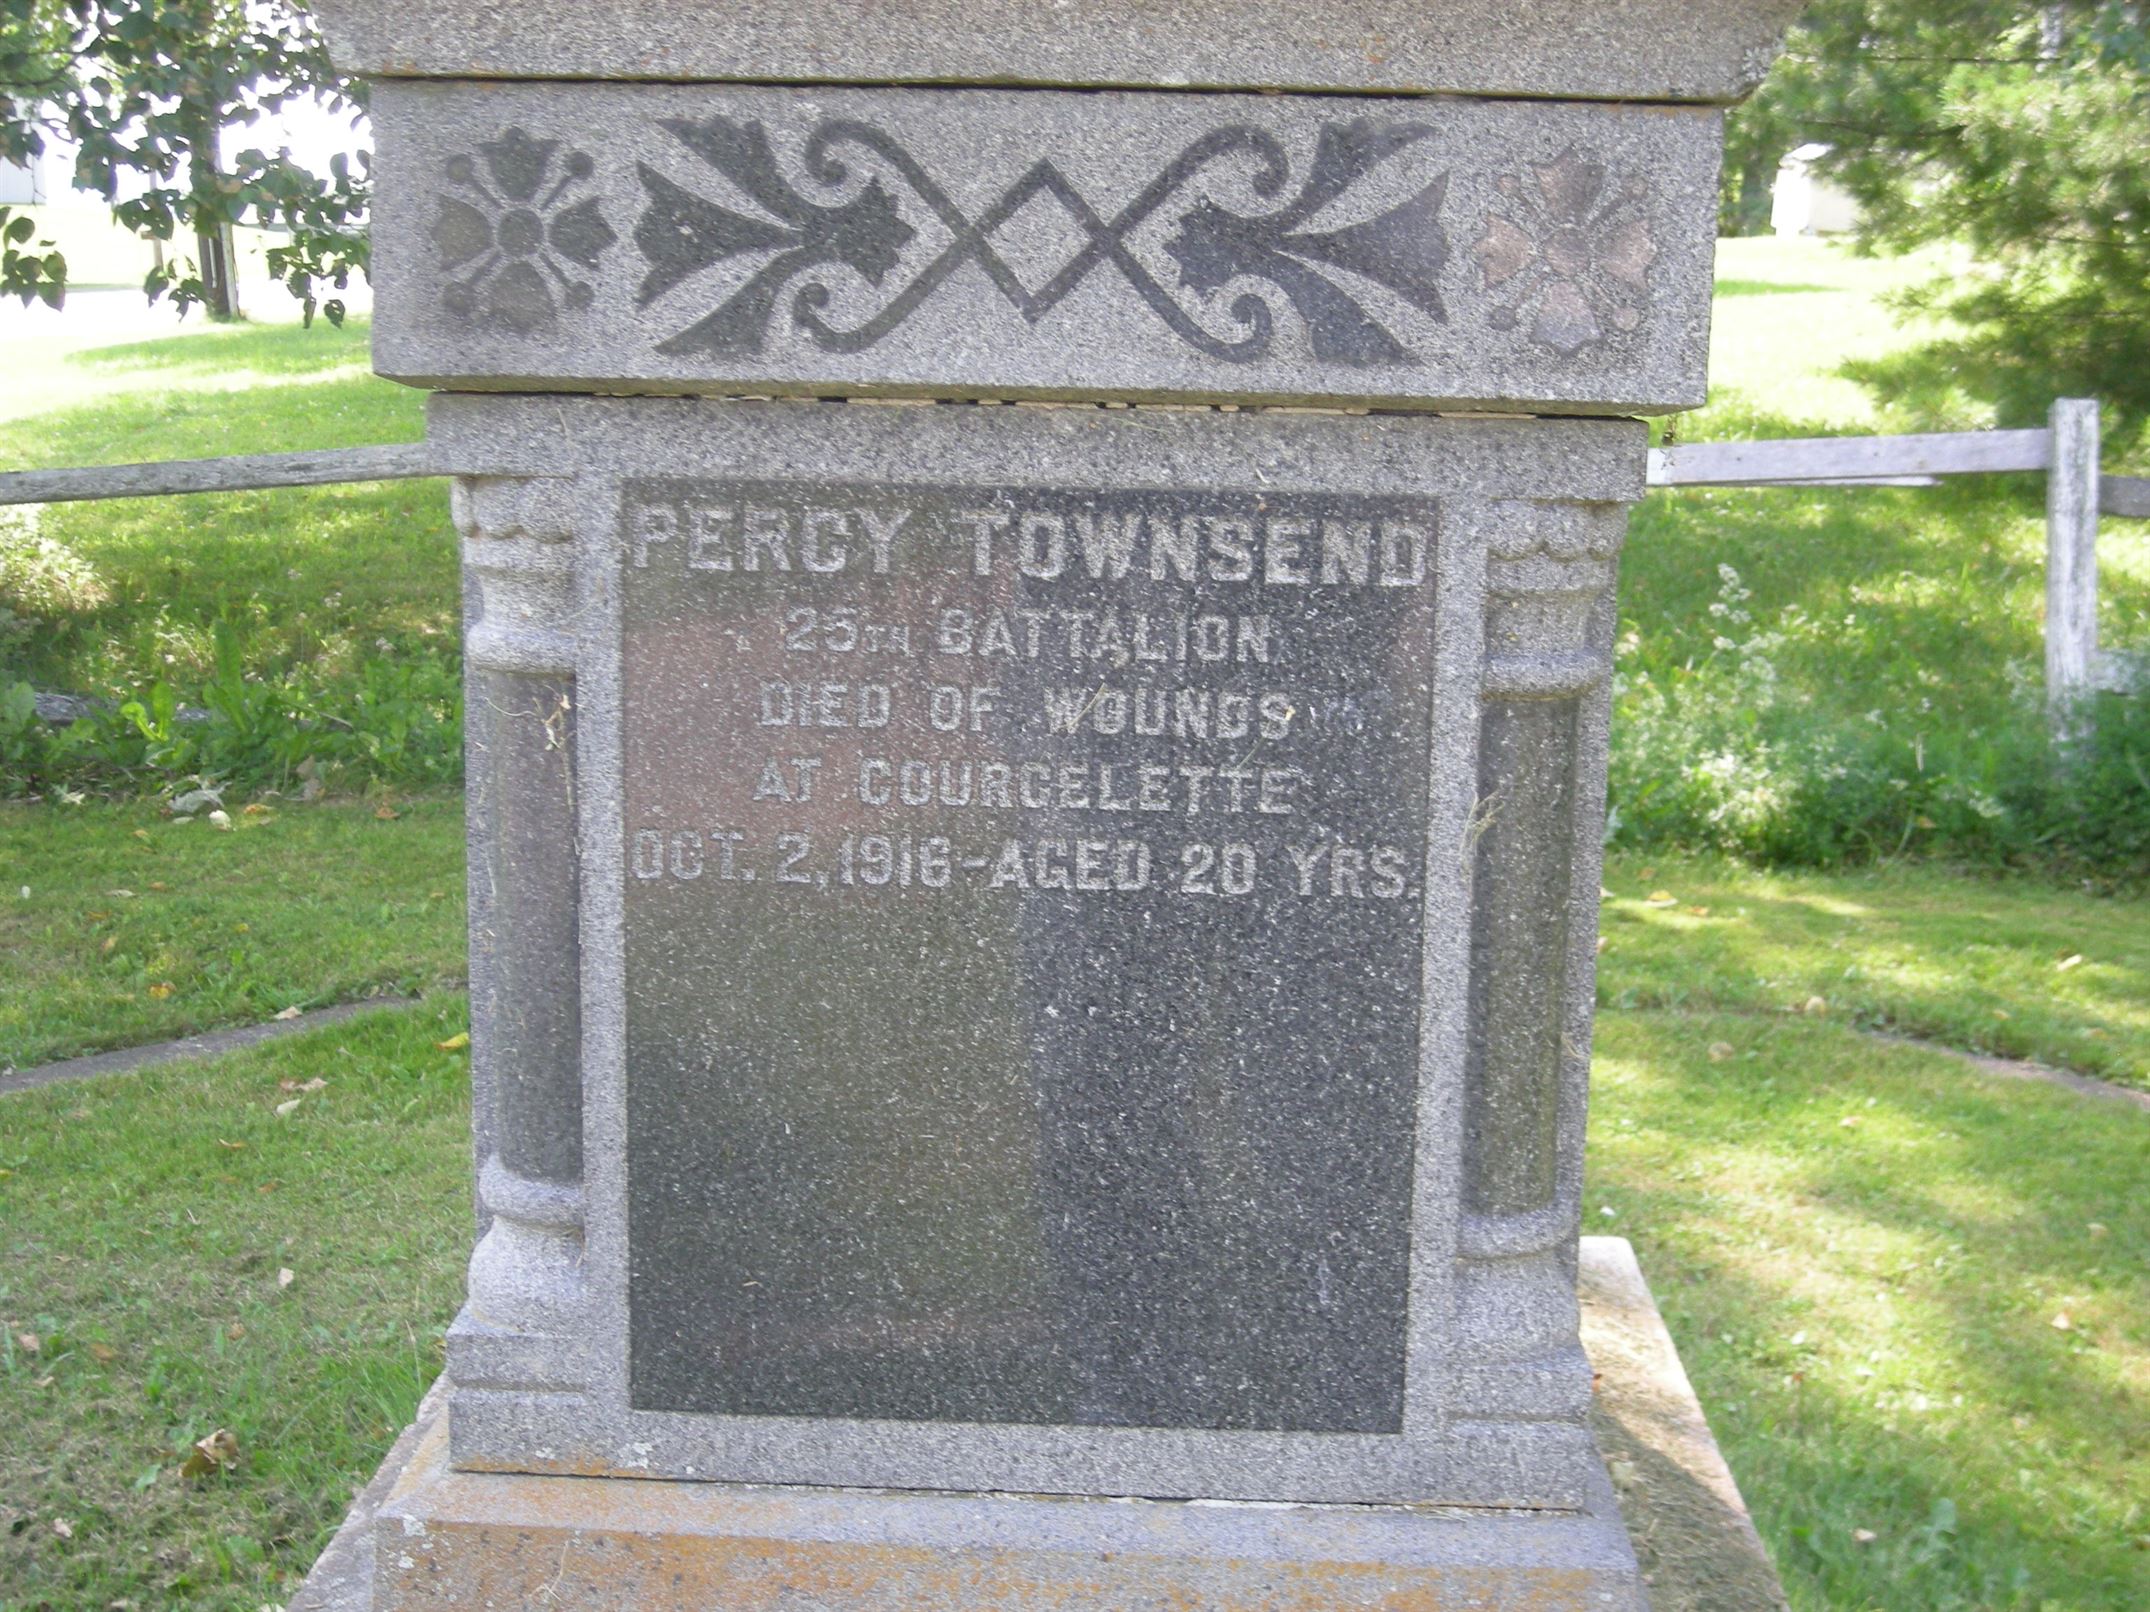 PERCY TOWNSEND
25TH BATTALION
DIED OF WOUNDS
AT COURCELETTE
OCT. 2, 1916-AGED 20 YRS.